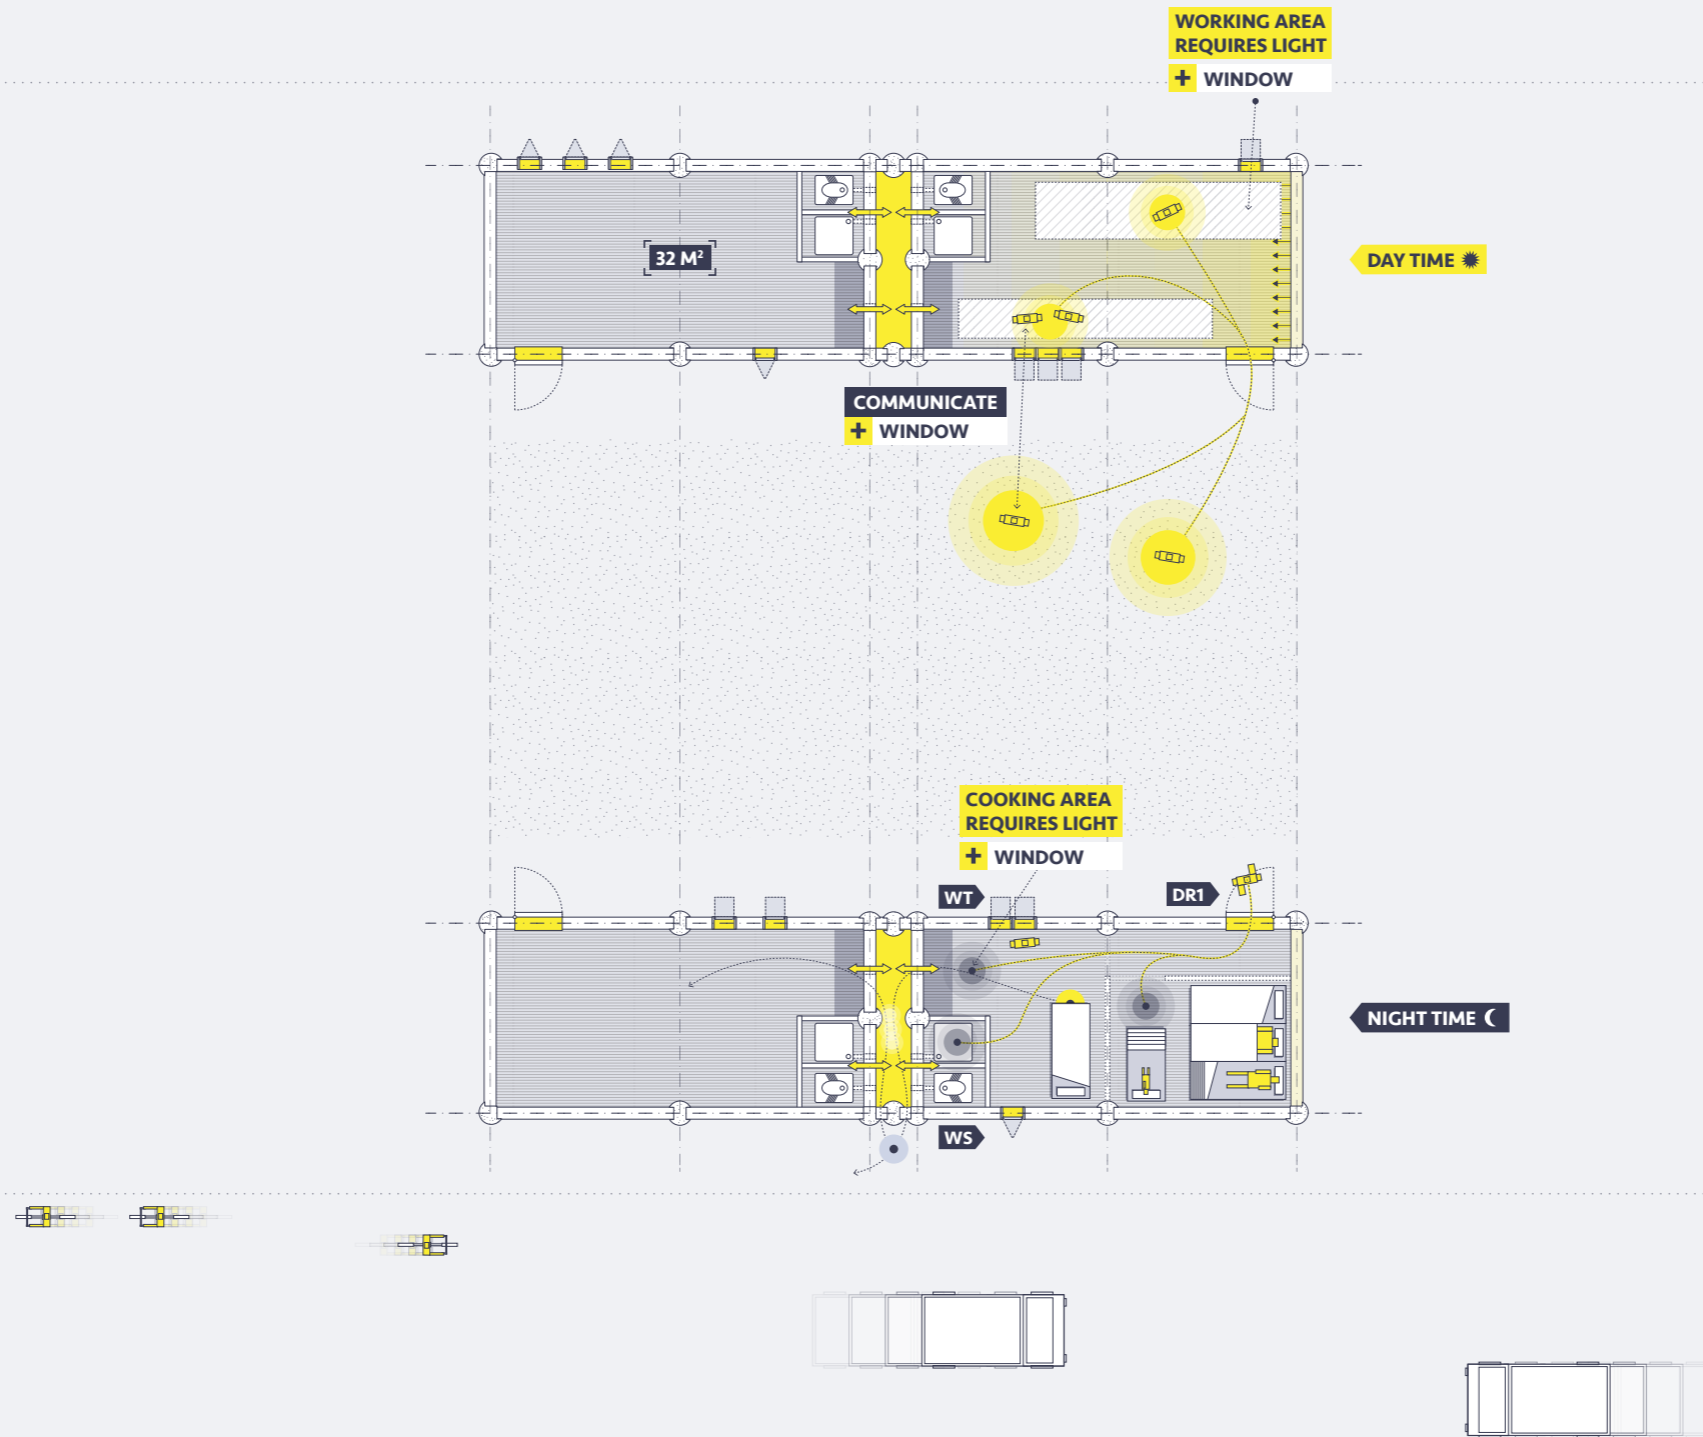 WORKING AREA
REQUIRES LIGHT
+ WINDOW
32 M²
DAY TIME
COMMUNICATE
+ WINDOW
COOKING AREA
REQUIRES LIGHT
+ WINDOW
WT
DR1
NIGHT TIME
WS